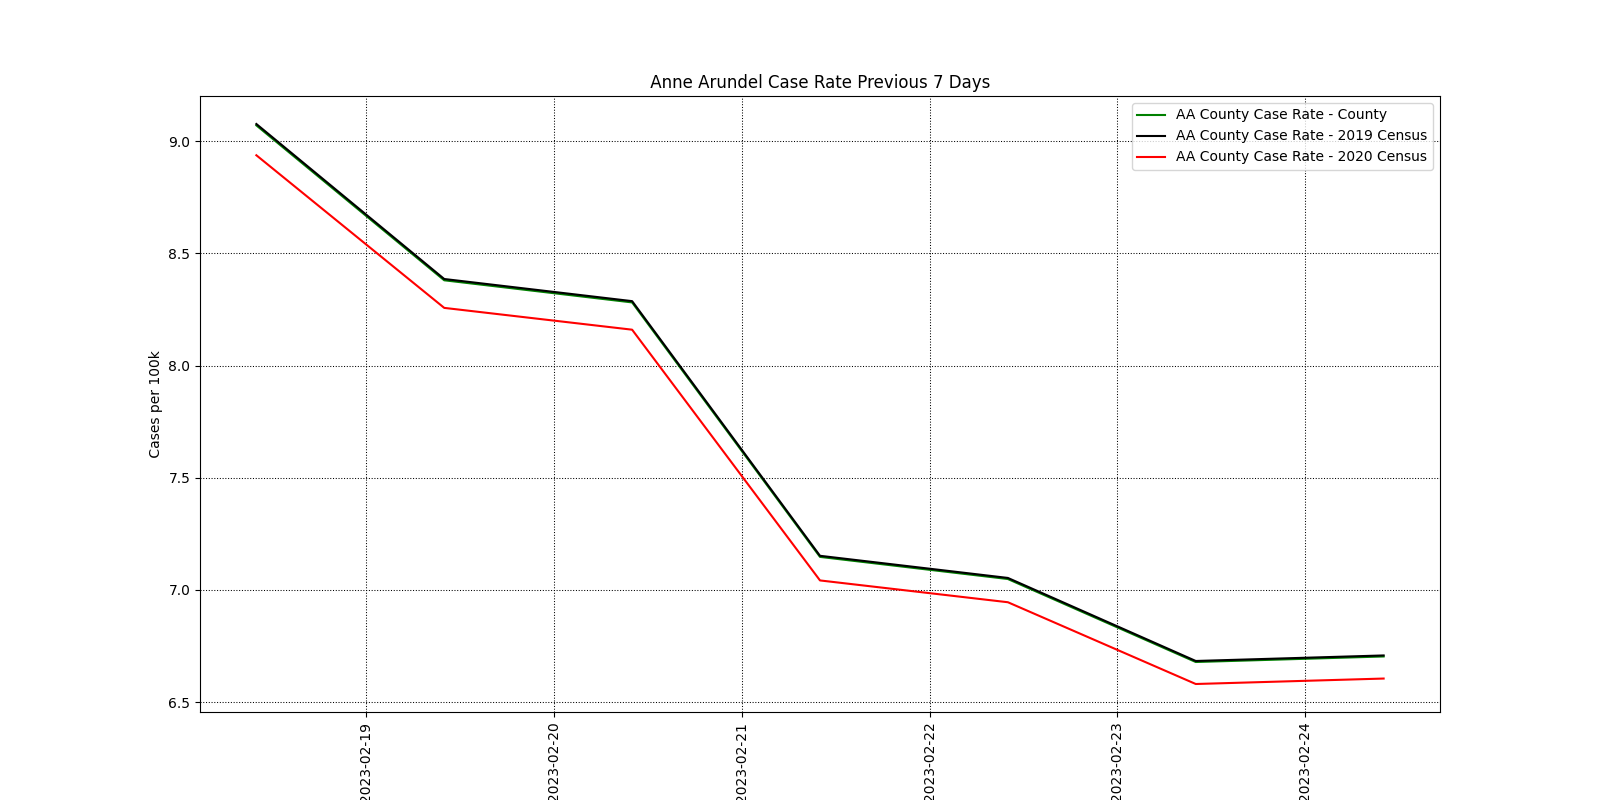 Anne Arundel Case Rate Previous 7 Days
AA County Case Rate - County
AA County Case Rate - 2019 Census
AA County Case Rate - 2020 Census
Cases per 100k
9.0
8.5
8.0
7.5
7.0
6.5
2023-02-19
2023-02-20
2023-02-21
2023-02-22
2023-02-23
2023-02-24